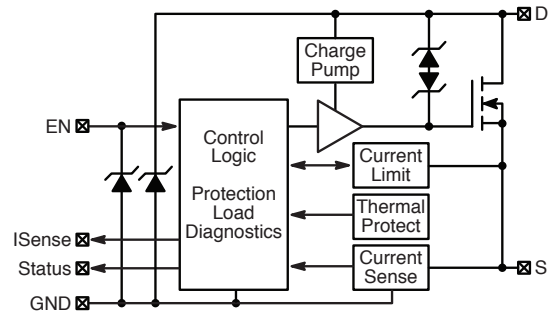 D
Charge
Pump
EN
Control
Logic
Protection
Load
Diagnostics
Current
Limit
Thermal
Protect
ISense
Status
Current
Sense
S
GND